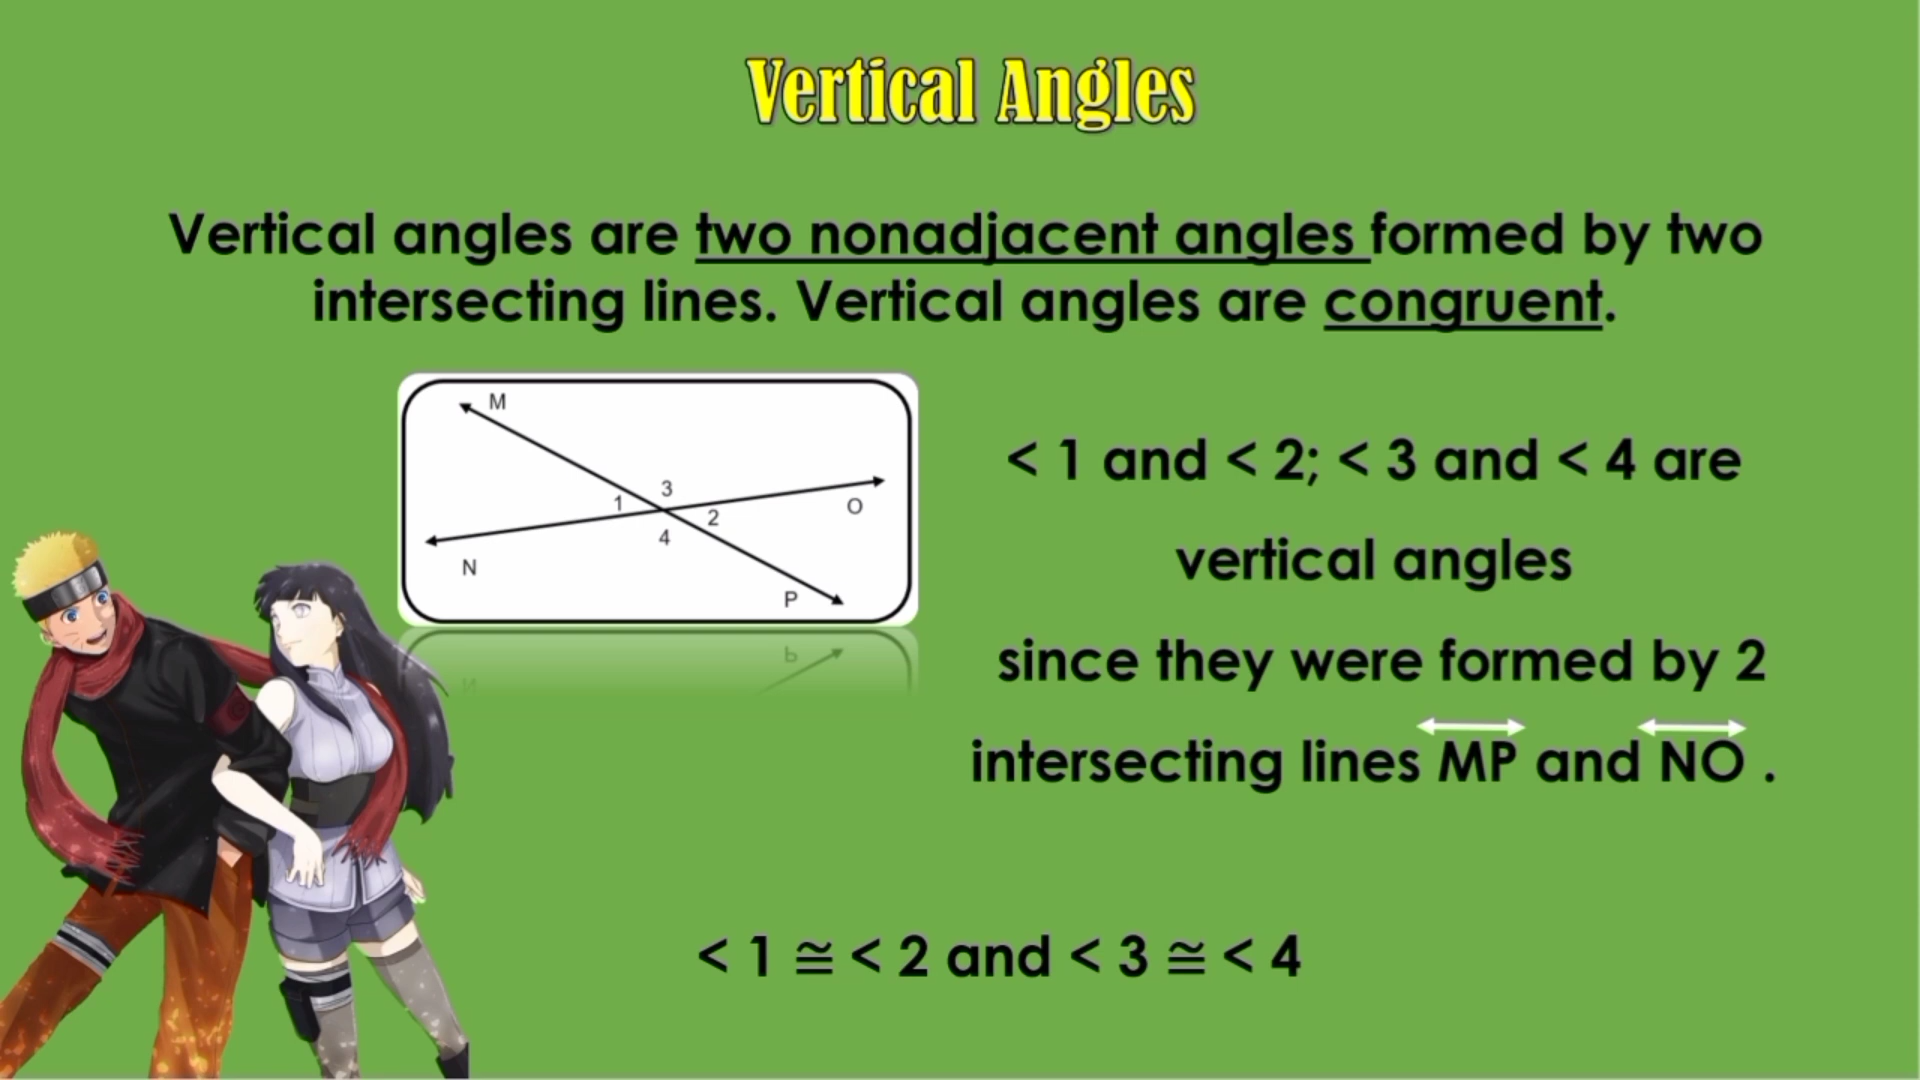 Vertical Angles
Vertical angles are two nonadjacent angles formed by two
intersecting lines. Vertical angles are congruent.
M
3
1
O
2
4
N
P
< 1 and < 2; < 3 and < 4 are
vertical angles
since they were formed by 2
intersecting lines MP and NO .
< 1 ≅ < 2 and < 3 ≅ < 4